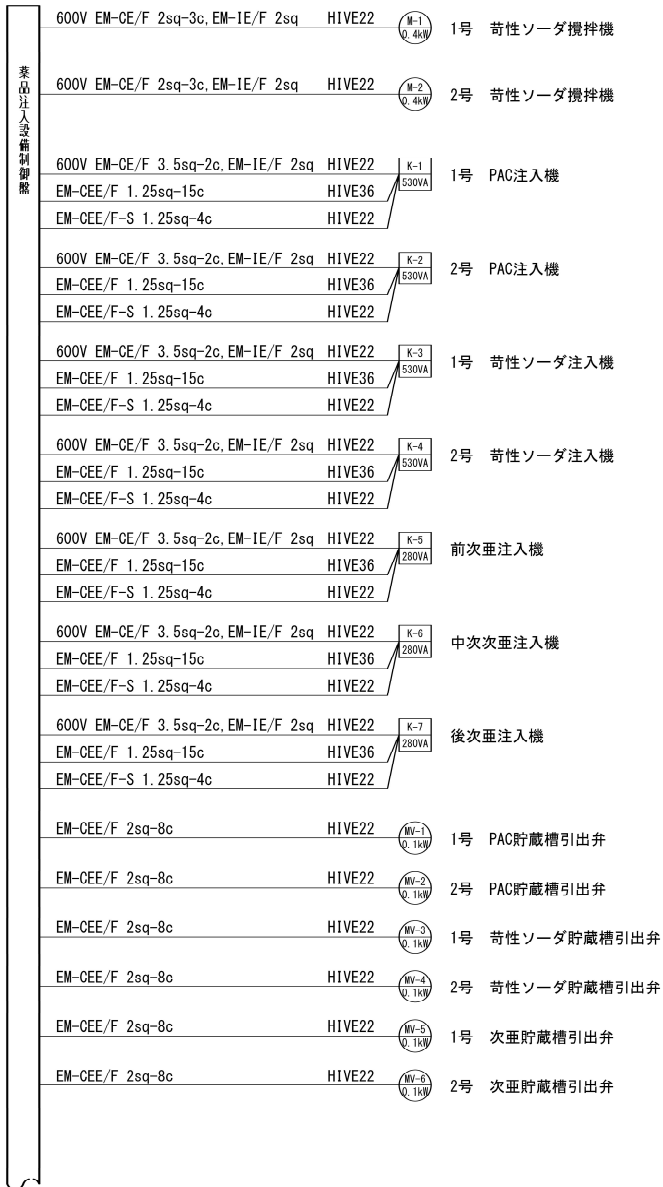 薬品注入設備制御盤
600V EM-CE/F 2sq-3c, EM-IE/F 2sq HIVE22 M-1 0.4kW 1号 苛性ソーダ攪拌機
600V EM-CE/F 2sq-3c, EM-IE/F 2sq HIVE22 M-2 0.4kW 2号 苛性ソーダ攪拌機
600V EM-CE/F 3.5sq-2c, EM-IE/F 2sq HIVE22 K-1 530VA 1号 PAC注入機
EM-CEE/F 1.25sq-15c HIVE36
EM-CEE/F-S 1.25sq-4c HIVE22
600V EM-CE/F 3.5sq-2c, EM-IE/F 2sq HIVE22 K-2 530VA 2号 PAC注入機
EM-CEE/F 1.25sq-15c HIVE36
EM-CEE/F-S 1.25sq-4c HIVE22
600V EM-CE/F 3.5sq-2c, EM-IE/F 2sq HIVE22 K-3 530VA 1号 苛性ソーダ注入機
EM-CEE/F 1.25sq-15c HIVE36
EM-CEE/F-S 1.25sq-4c HIVE22
600V EM-CE/F 3.5sq-2c, EM-IE/F 2sq HIVE22 K-4 530VA 2号 苛性ソーダ注入機
EM-CEE/F 1.25sq-15c HIVE36
EM-CEE/F-S 1.25sq-4c HIVE22
600V EM-CE/F 3.5sq-2c, EM-IE/F 2sq HIVE22 K-5 280VA 前次亜注入機
EM-CEE/F 1.25sq-15c HIVE36
EM-CEE/F-S 1.25sq-4c HIVE22
600V EM-CE/F 3.5sq-2c, EM-IE/F 2sq HIVE22 K-6 280VA 中次次亜注入機
EM-CEE/F 1.25sq-15c HIVE36
EM-CEE/F-S 1.25sq-4c HIVE22
600V EM-CE/F 3.5sq-2c, EM-IE/F 2sq HIVE22 K-7 280VA 後次亜注入機
EM-CEE/F 1.25sq-15c HIVE36
EM-CEE/F-S 1.25sq-4c HIVE22
EM-CEE/F 2sq-8c HIVE22 MV-1 0.1kW 1号 PAC貯蔵槽引出弁
EM-CEE/F 2sq-8c HIVE22 MV-2 0.1kW 2号 PAC貯蔵槽引出弁
EM-CEE/F 2sq-8c HIVE22 MV-3 0.1kW 1号 苛性ソーダ貯蔵槽引出弁
EM-CEE/F 2sq-8c HIVE22 MV-4 0.1kW 2号 苛性ソーダ貯蔵槽引出弁
EM-CEE/F 2sq-8c HIVE22 MV-5 0.1kW 1号 次亜貯蔵槽引出弁
EM-CEE/F 2sq-8c HIVE22 MV-6 0.1kW 2号 次亜貯蔵槽引出弁